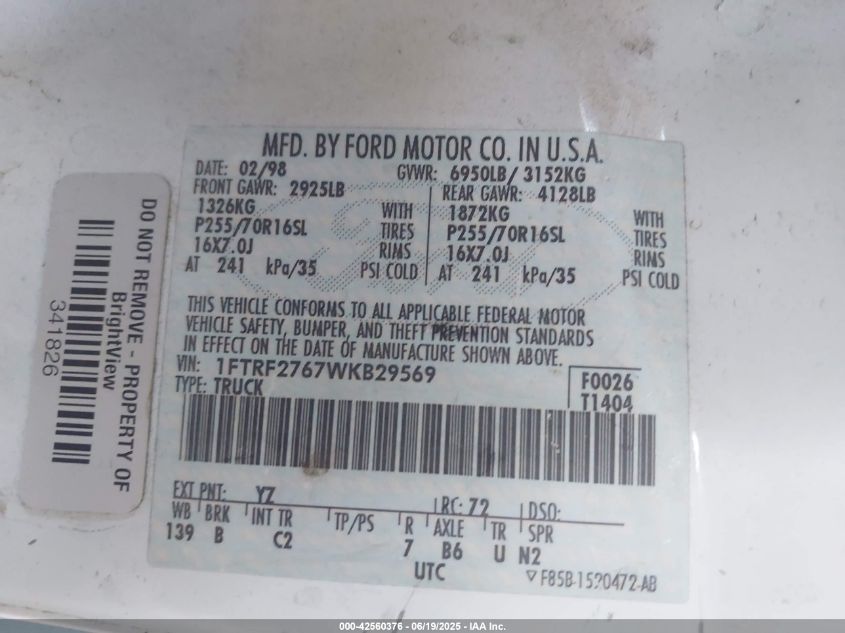 MFD. BY FORD MOTOR CO. IN U.S.A.
DATE: 02/98 GVWR: 6950LB/ 3152KG
FRONT GAWR: 2925LB REAR GAWR: 4128LB
1326KG WITH 1872KG WITH
P255/70R16SL TIRES P255/70R16SL TIRES
16X7.0J RIMS 16X7.0J RIMS
AT 241 kPa/35 PSI COLD AT 241 kPa/35 PSI COLD
THIS VEHICLE CONFORMS TO ALL APPLICABLE FEDERAL MOTOR
VEHICLE SAFETY, BUMPER, AND THEFT PREVENTION STANDARDS
IN EFFECT ON THE DATE OF MANUFACTURE SHOWN ABOVE.
VIN: 1FTRF2767WKB29569 F0026
TYPE: TRUCK T1404
EXT PNT: YZ RC: 72 DSO:
WB BRK INT TR TP/PS R AXLE TR SPR
139 B C2 7 B6 U N2
UTC ▽F85B-1520472-AB
DO NOT REMOVE - PROPERTY OF
BrightView
341826
000-42560376 - 06/19/2025 - IAA Inc.